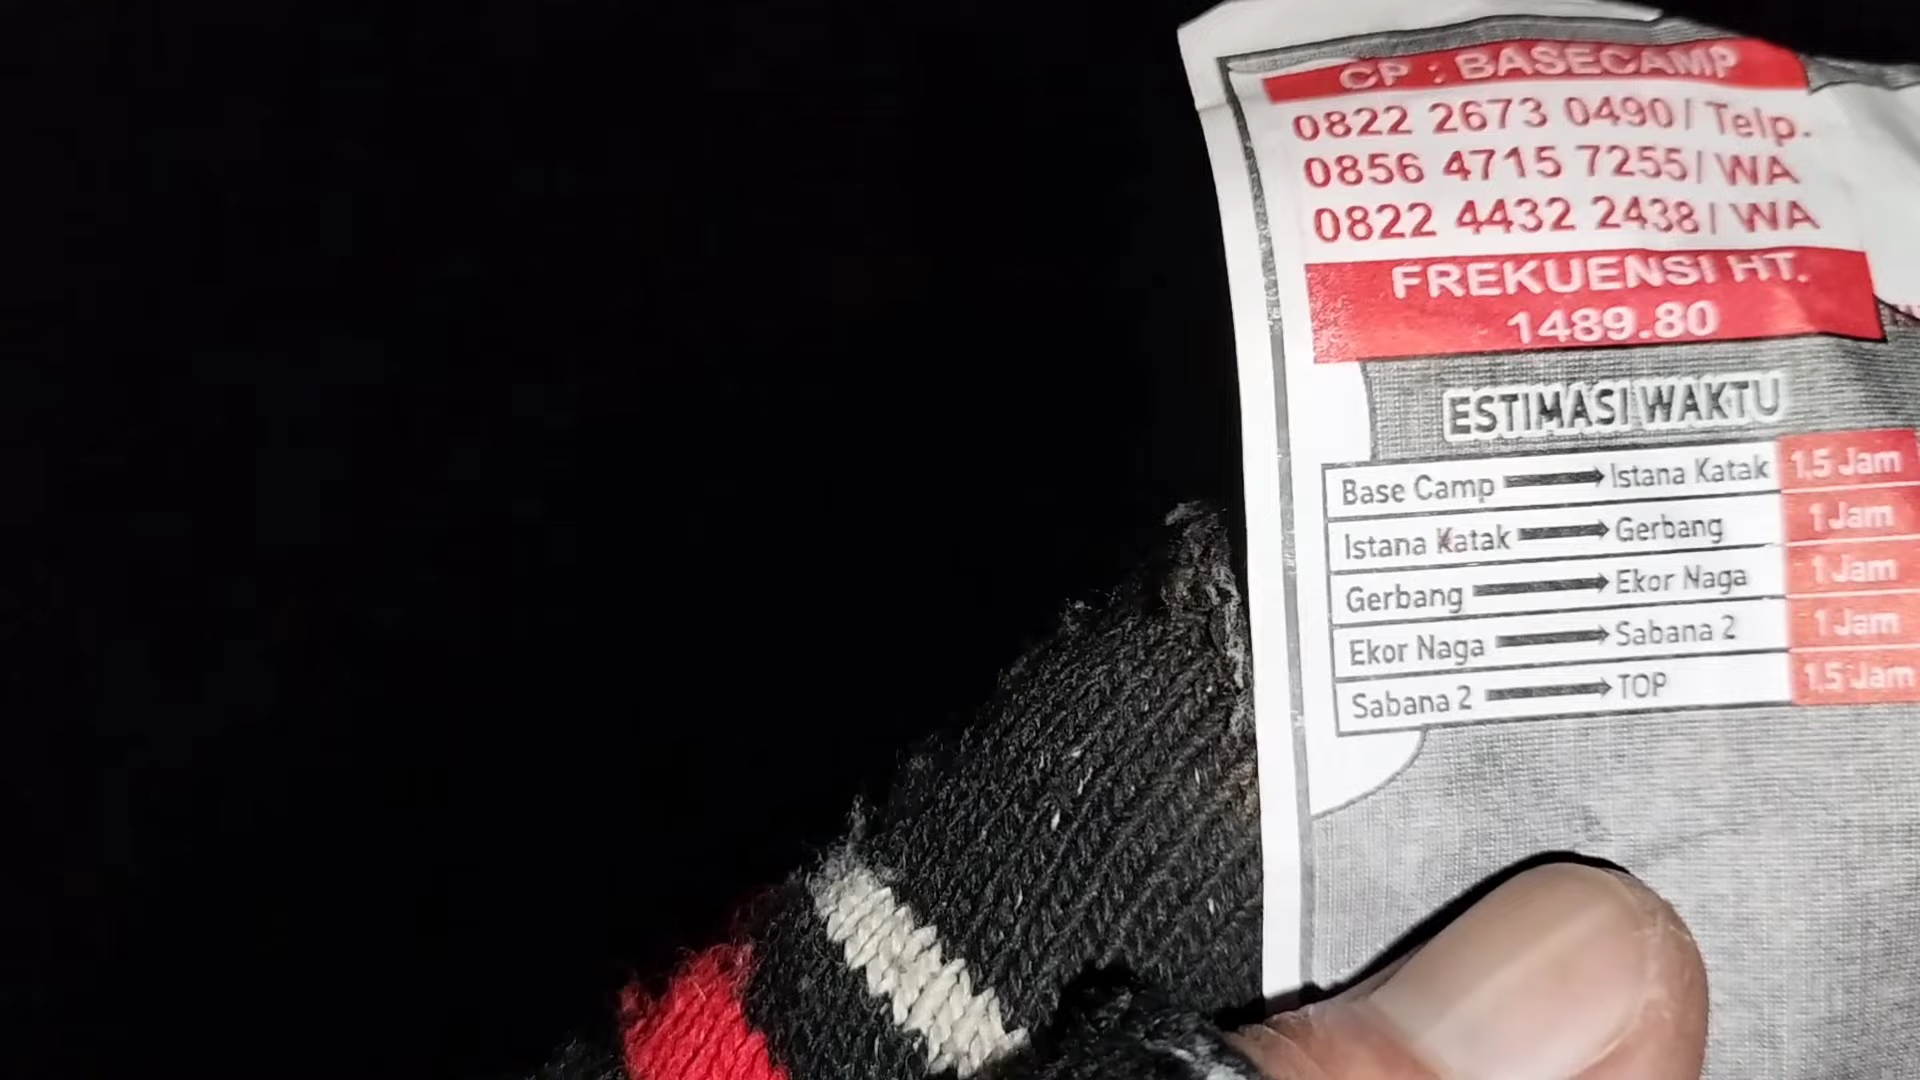 CP : BASECAMP
0822 2673 0490/ Telp.
0856 4715 7255/ WA
0822 4432 2438/ WA
FREKUENSI HT.
1489.80
ESTIMASI WAKTU
Base Camp → Istana Katak 1.5 Jam
Istana Katak → Gerbang 1 Jam
Gerbang → Ekor Naga 1 Jam
Ekor Naga → Sabana 2 1 Jam
Sabana 2 → TOP 1.5 Jam